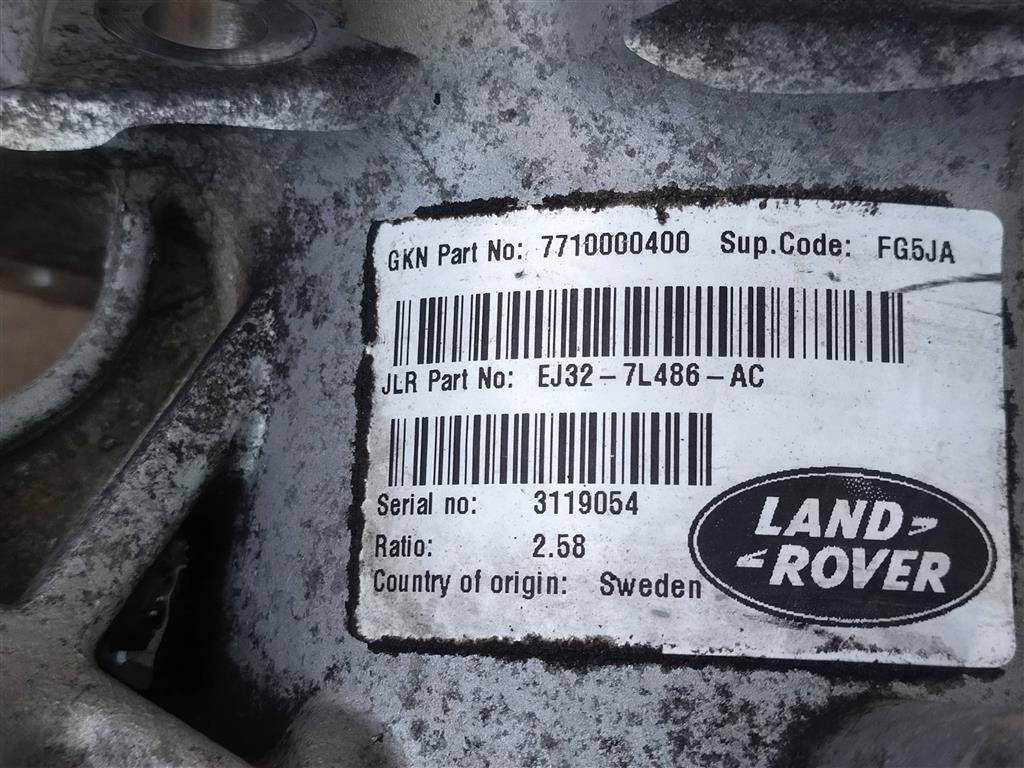 GKN Part No: 7710000400 Sup.Code: FG5JA
JLR Part No: EJ32-7L486-AC
Serial no: 3119054
Ratio: 2.58
Country of origin: Sweden
LAND
ROVER